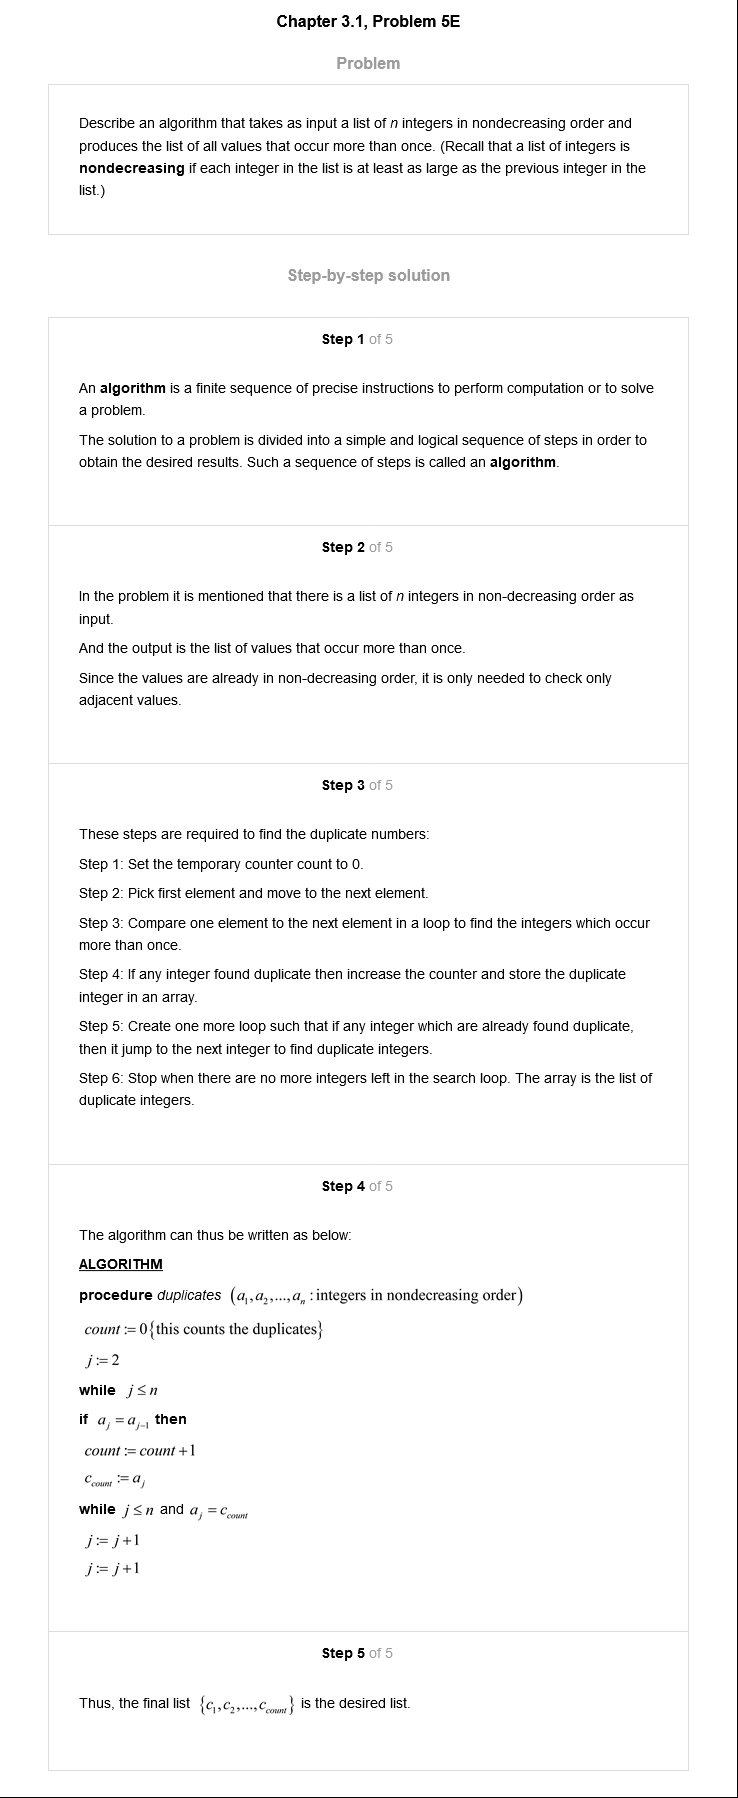 Chapter 3.1, Problem 5E
Problem
Describe an algorithm that takes as input a list of n integers in nondecreasing order and
produces the list of all values that occur more than once. (Recall that a list of integers is
nondecreasing if each integer in the list is at least as large as the previous integer in the
list.)
Step-by-step solution
Step 1 of 5
An algorithm is a finite sequence of precise instructions to perform computation or to solve
a problem.
The solution to a problem is divided into a simple and logical sequence of steps in order to
obtain the desired results. Such a sequence of steps is called an algorithm.
Step 2 of 5
In the problem it is mentioned that there is a list of n integers in non-decreasing order as
input.
And the output is the list of values that occur more than once.
Since the values are already in non-decreasing order, it is only needed to check only
adjacent values.
Step 3 of 5
These steps are required to find the duplicate numbers:
Step 1: Set the temporary counter count to 0.
Step 2: Pick first element and move to the next element.
Step 3: Compare one element to the next element in a loop to find the integers which occur
more than once.
Step 4: If any integer found duplicate then increase the counter and store the duplicate
integer in an array.
Step 5: Create one more loop such that if any integer which are already found duplicate,
then it jump to the next integer to find duplicate integers.
Step 6: Stop when there are no more integers left in the search loop. The array is the list of
duplicate integers.
Step 4 of 5
The algorithm can thus be written as below:
ALGORITHM
procedure duplicates (a₁, a₂, ..., aₙ : integers in nondecreasing order)
count := 0{this counts the duplicates}
j := 2
while j ≤ n
if a_j = a_{j-1} then
count := count + 1
c_{count} := a_j
while j ≤ n and a_j = c_{count}
j := j + 1
j := j + 1
Step 5 of 5
Thus, the final list {c₁, c₂, ..., c_{count}} is the desired list.